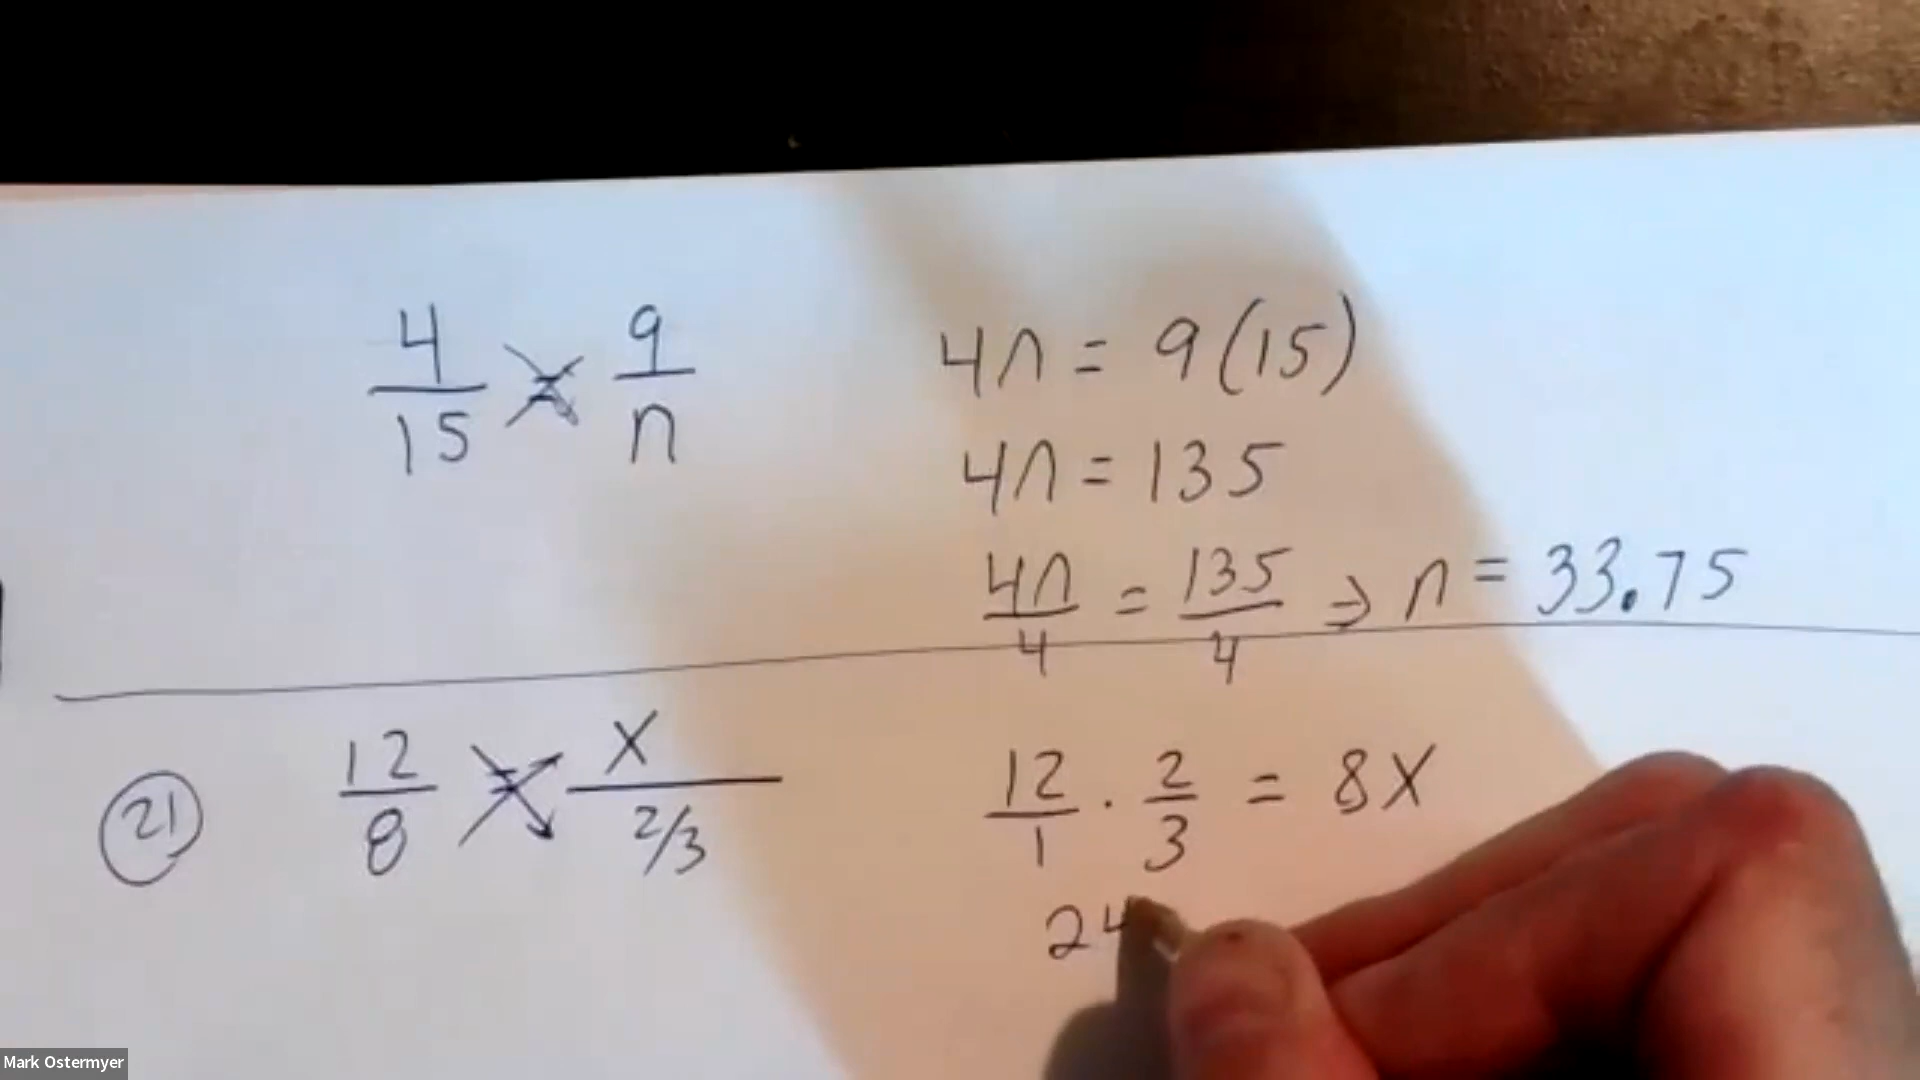 4/15 = 9/n
4n = 9(15)
4n = 135
4n/4 = 135/4 ⇒ n = 33.75
21
12/8 = x/(2/3)
12/1 · 2/3 = 8x
24
Mark Ostermyer